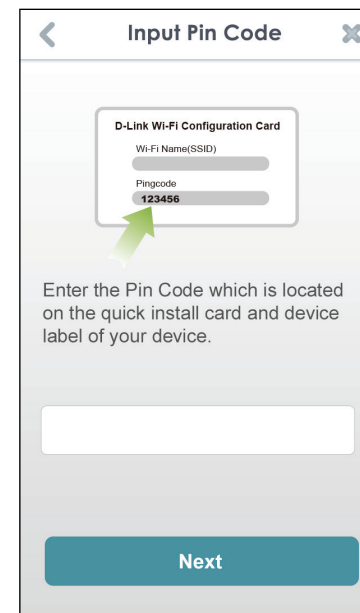 Input Pin Code
D-Link Wi-Fi Configuration Card
Wi-Fi Name(SSID)
Pingcode
123456
Enter the Pin Code which is located
on the quick install card and device
label of your device.
Next